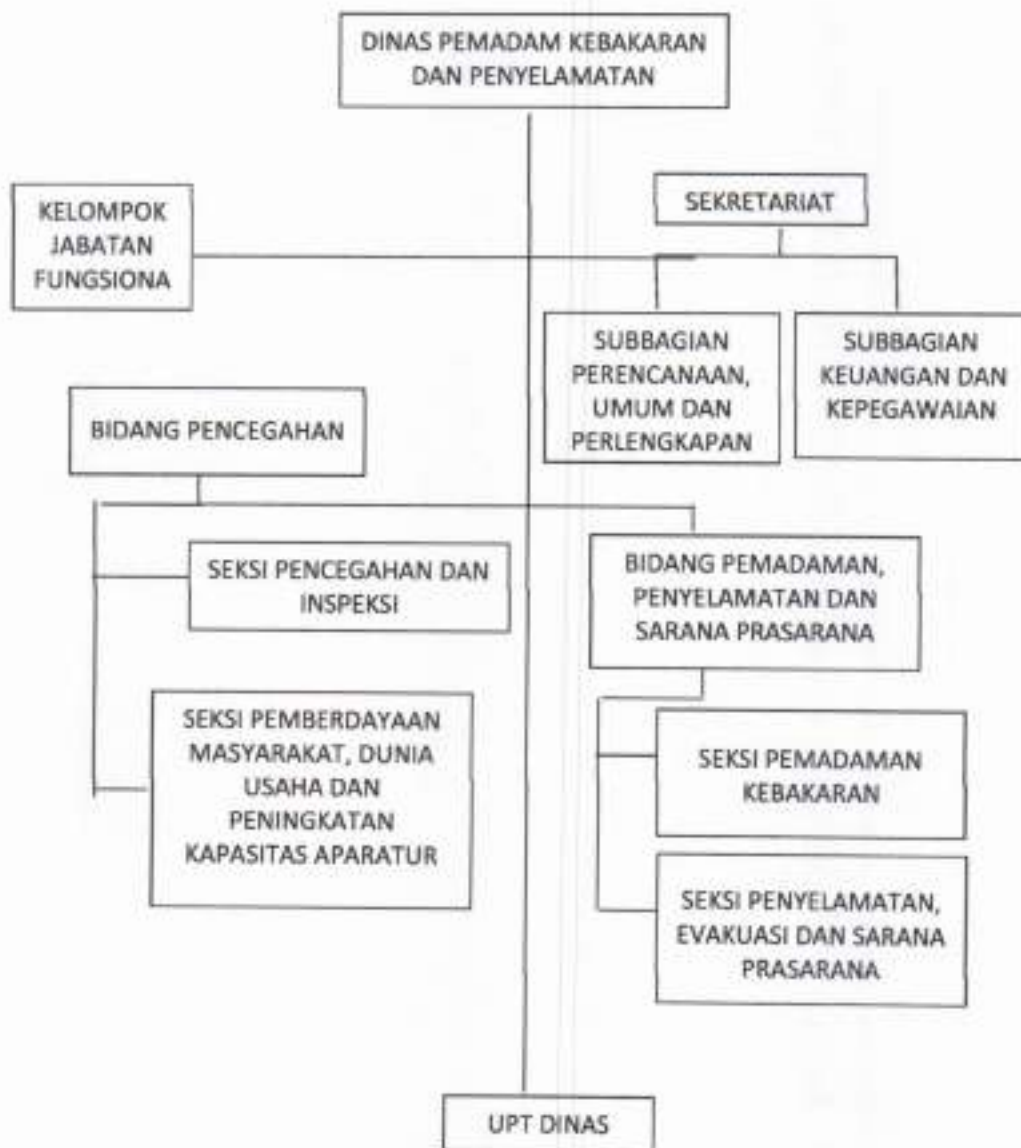 DINAS PEMADAM KEBAKARAN
DAN PENYELAMATAN
KELOMPOK
JABATAN
FUNGSIONA
SEKRETARIAT
SUBBAGIAN
PERENCANAAN,
UMUM DAN
PERLENGKAPAN
SUBBAGIAN
KEUANGAN DAN
KEPEGAWAIAN
BIDANG PENCEGAHAN
SEKSI PENCEGAHAN DAN
INSPEKSI
SEKSI PEMBERDAYAAN
MASYARAKAT, DUNIA
USAHA DAN
PENINGKATAN
KAPASITAS APARATUR
BIDANG PEMADAMAN,
PENYELAMATAN DAN
SARANA PRASARANA
SEKSI PEMADAMAN
KEBAKARAN
SEKSI PENYELAMATAN,
EVAKUASI DAN SARANA
PRASARANA
UPT DINAS